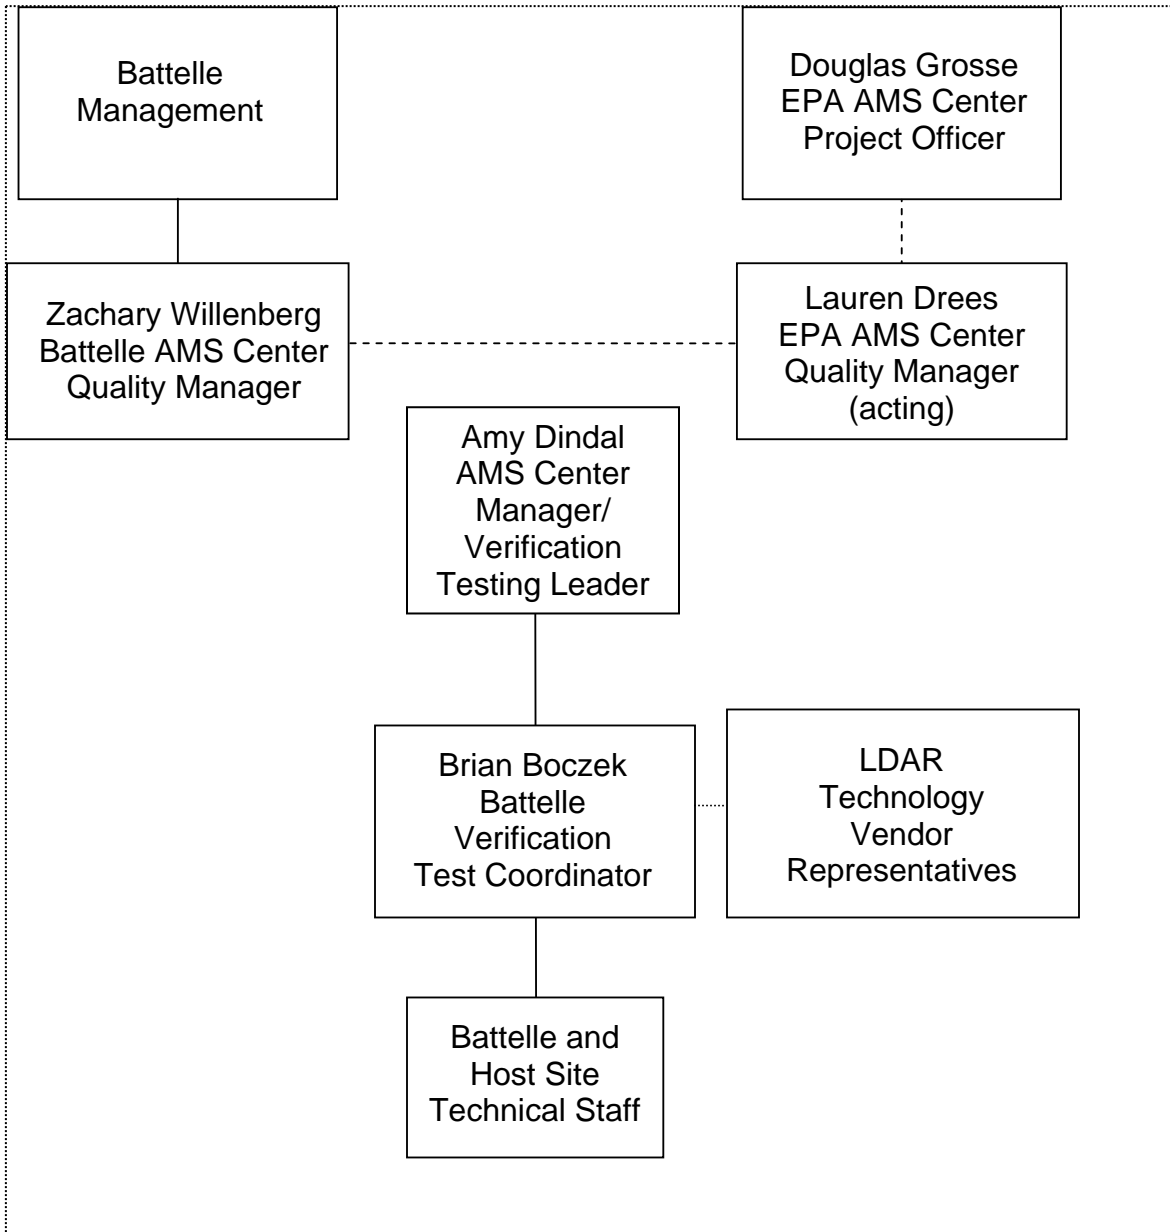 Battelle
Management
Douglas Grosse
EPA AMS Center
Project Officer
Zachary Willenberg
Battelle AMS Center
Quality Manager
Lauren Drees
EPA AMS Center
Quality Manager
(acting)
Amy Dindal
AMS Center
Manager/
Verification
Testing Leader
Brian Boczek
Battelle
Verification
Test Coordinator
LDAR
Technology
Vendor
Representatives
Battelle and
Host Site
Technical Staff